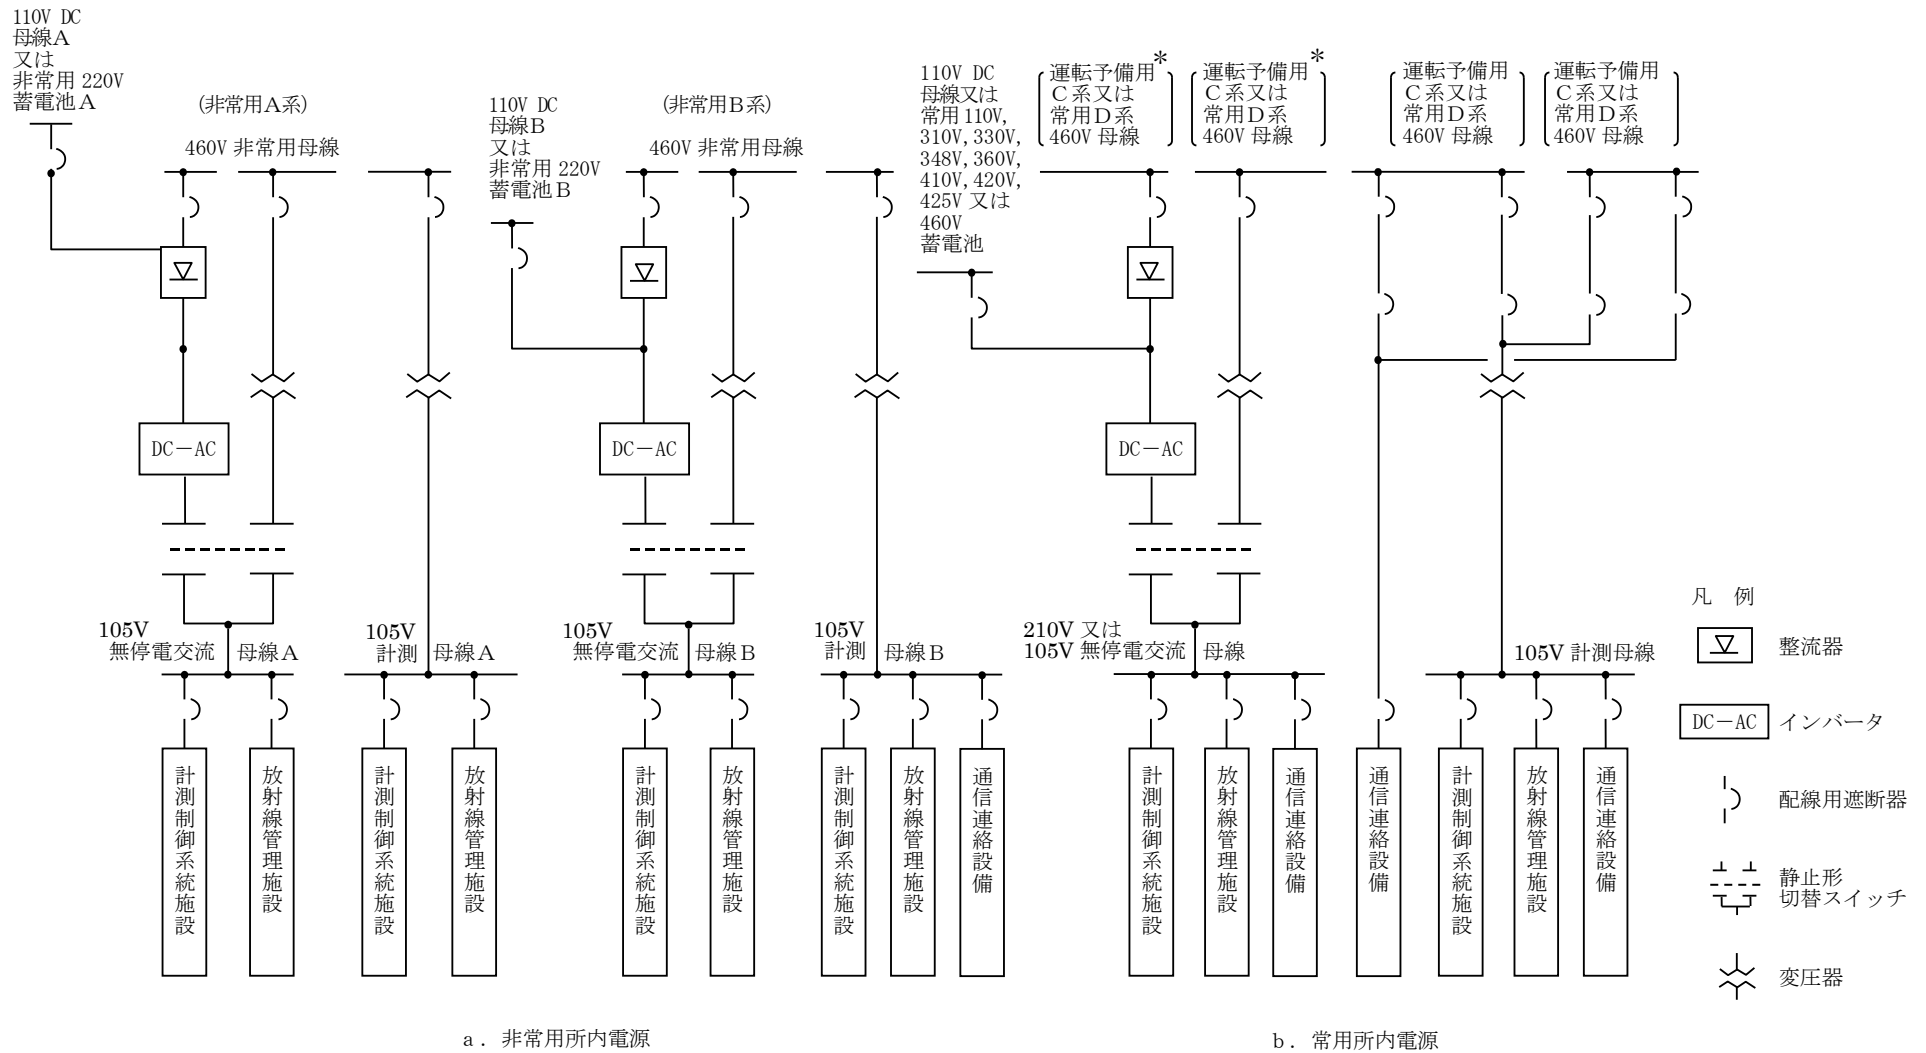 110V DC
母線A
又は
非常用 220V
蓄電池A
(非常用A系)
460V 非常用母線
110V DC
母線B
又は
非常用 220V
蓄電池B
(非常用B系)
460V 非常用母線
110V DC
母線又は
常用 110V,
310V, 330V,
348V, 360V,
410V, 420V,
425V 又は
460V
蓄電池
運転予備用*
C系又は
常用D系
460V 母線
運転予備用*
C系又は
常用D系
460V 母線
運転予備用
C系又は
常用D系
460V 母線
運転予備用
C系又は
常用D系
460V 母線
DC－AC
DC－AC
DC－AC
105V
無停電交流 母線A
105V
計測 母線A
105V
無停電交流 母線B
105V
計測 母線B
210V 又は
105V 無停電交流 母線
105V 計測母線
計測制御系統施設
放射線管理施設
計測制御系統施設
放射線管理施設
計測制御系統施設
放射線管理施設
計測制御系統施設
放射線管理施設
通信連絡設備
計測制御系統施設
放射線管理施設
通信連絡設備
通信連絡設備
計測制御系統施設
放射線管理施設
通信連絡設備
凡 例
整流器
DC－AC インバータ
配線用遮断器
静止形
切替スイッチ
変圧器
a．非常用所内電源
b．常用所内電源